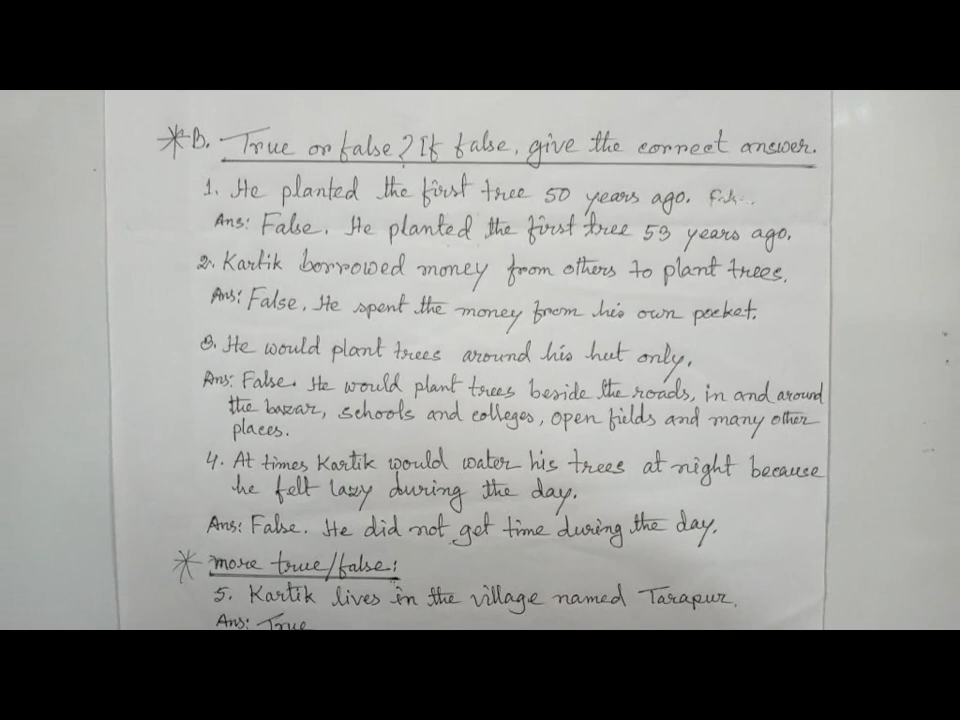 *B. True or false? If false, give the correct answer.
1. He planted the first tree 50 years ago.
Ans: False. He planted the first tree 53 years ago.
2. Kartik borrowed money from others to plant trees.
Ans: False. He spent the money from his own pocket.
3. He would plant trees around his hut only.
Ans: False. He would plant trees beside the roads, in and around
the bazar, schools and colleges, open fields and many other
places.
4. At times Kartik would water his trees at night because
he felt lazy during the day.
Ans: False. He did not get time during the day.
* more true/false:
5. Kartik lives in the village named Tarapur.
Ans: True